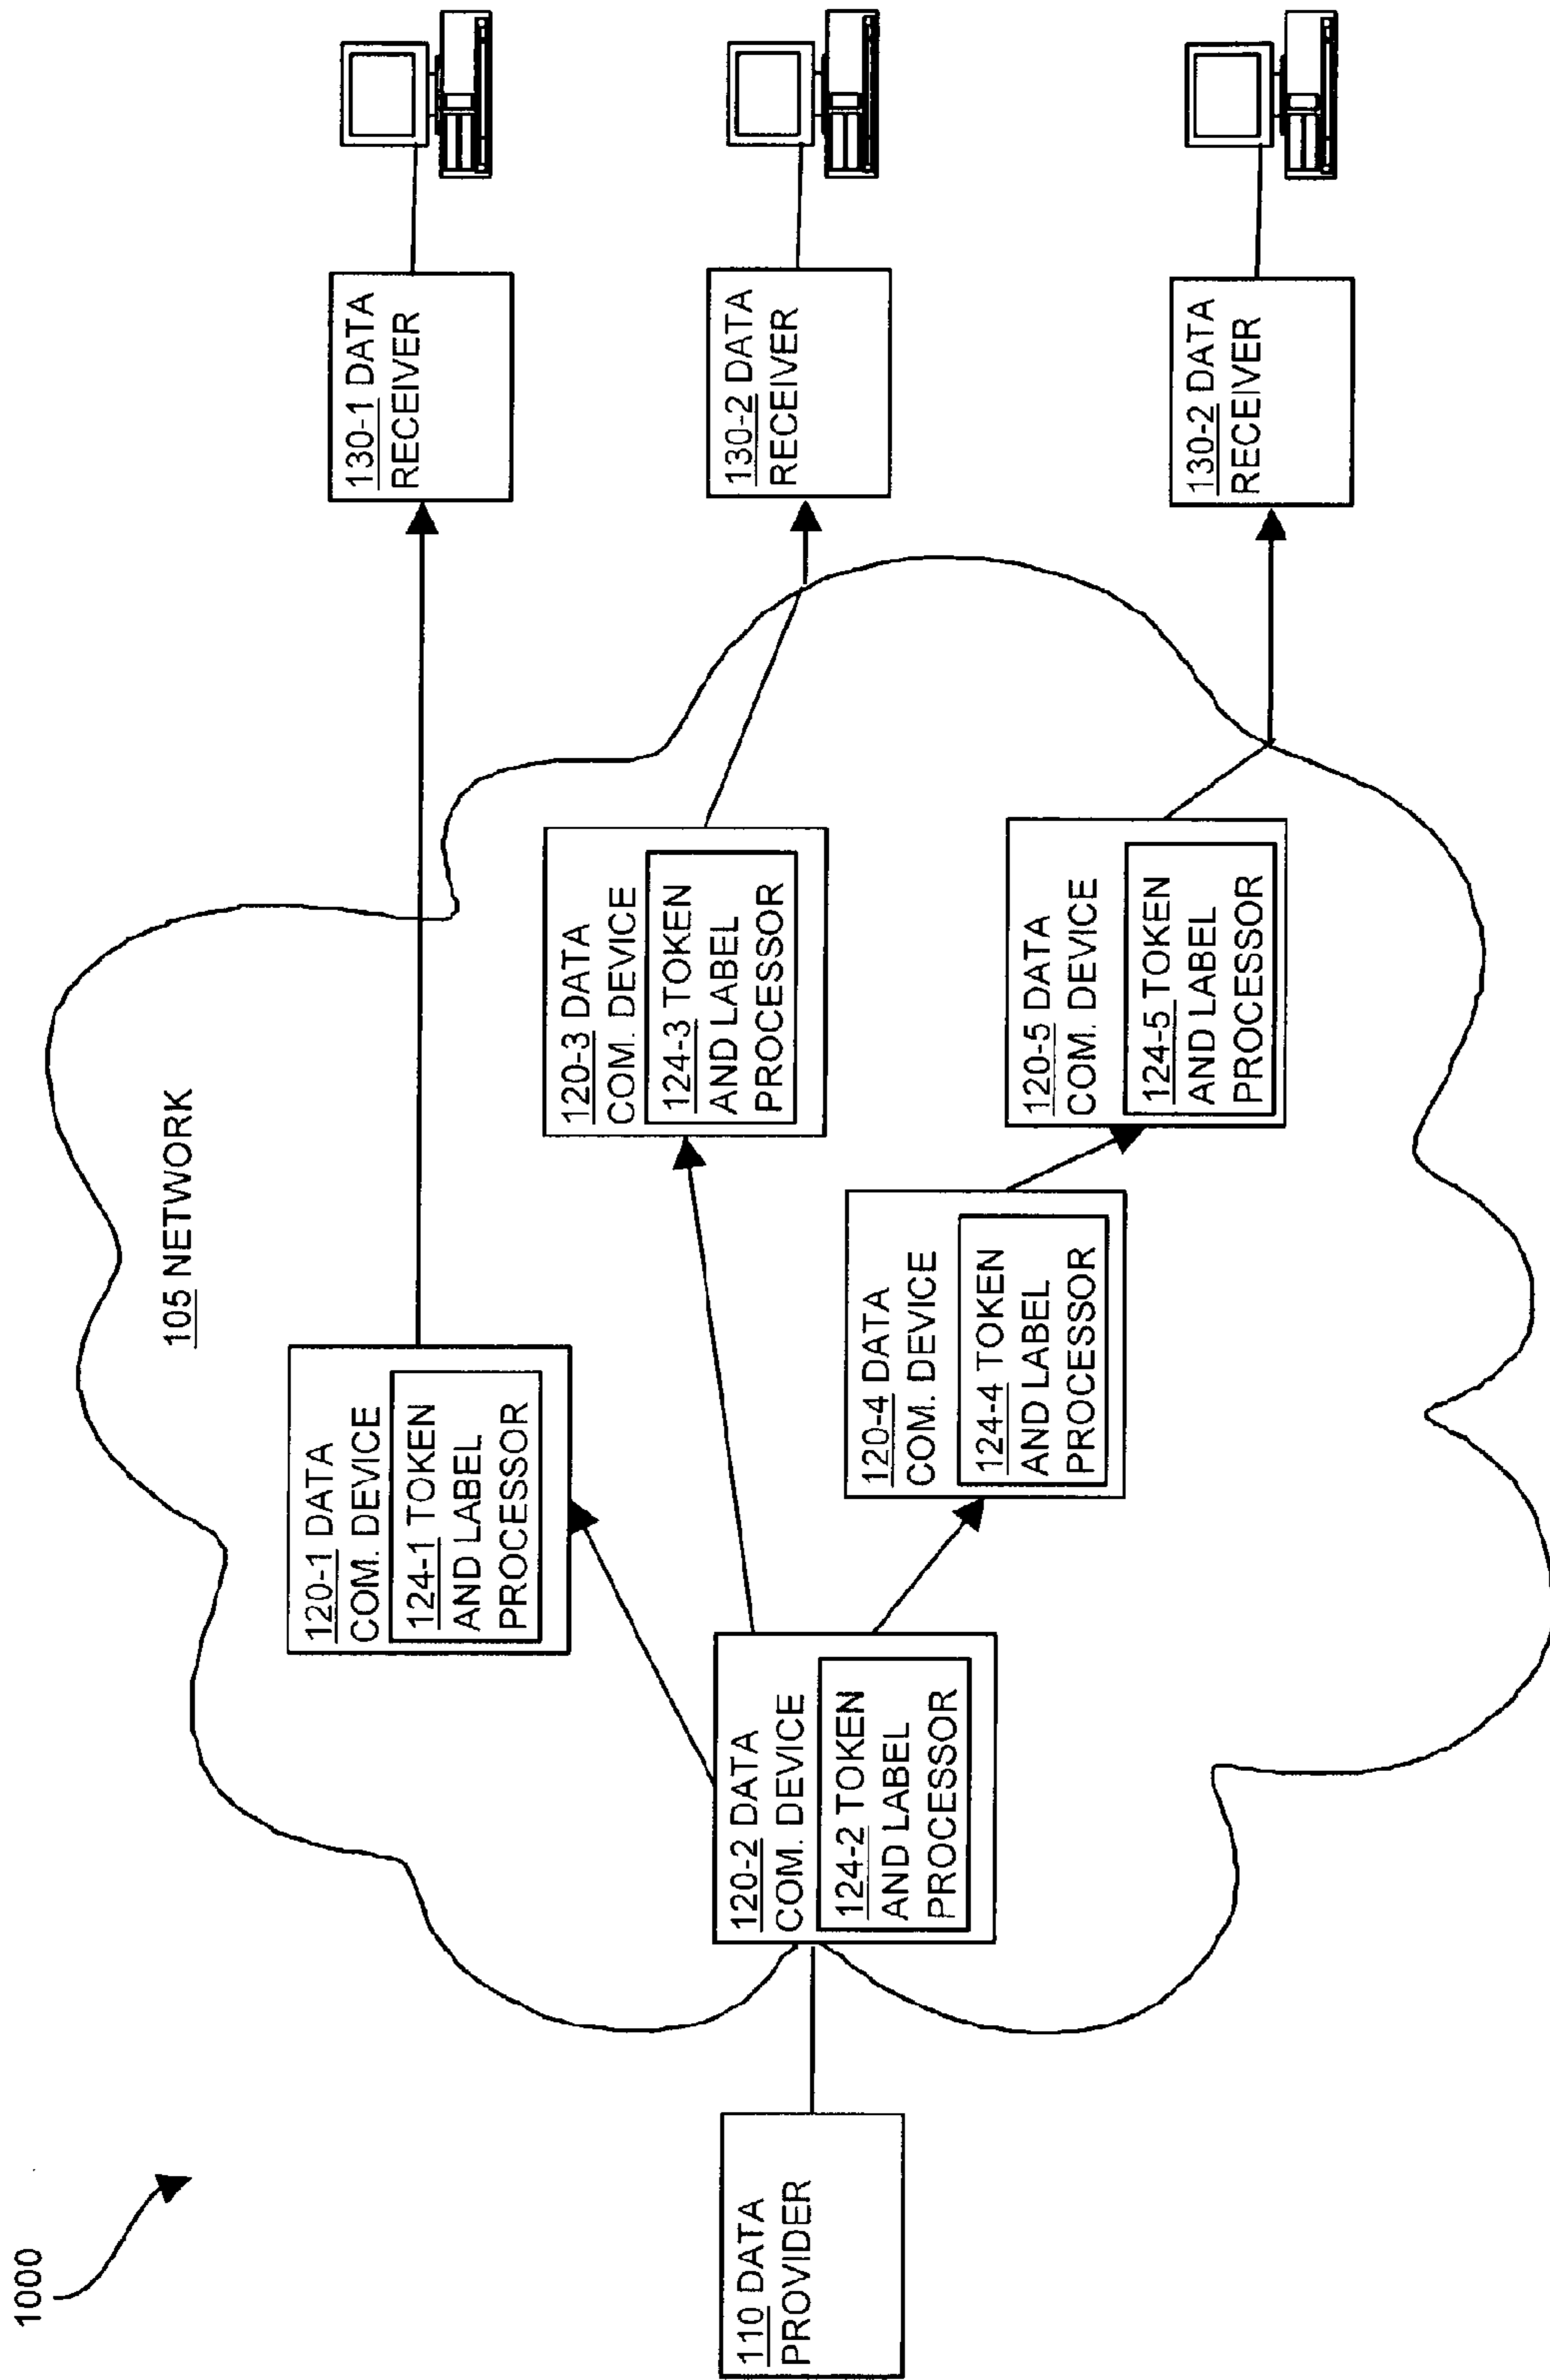 1000
105 NETWORK
110 DATA
PROVIDER
120-2 DATA
COM. DEVICE
124-2 TOKEN
AND LABEL
PROCESSOR
120-1 DATA
COM. DEVICE
124-1 TOKEN
AND LABEL
PROCESSOR
120-3 DATA
COM. DEVICE
124-3 TOKEN
AND LABEL
PROCESSOR
120-4 DATA
COM. DEVICE
124-4 TOKEN
AND LABEL
PROCESSOR
120-5 DATA
COM. DEVICE
124-5 TOKEN
AND LABEL
PROCESSOR
130-1 DATA
RECEIVER
130-2 DATA
RECEIVER
130-2 DATA
RECEIVER